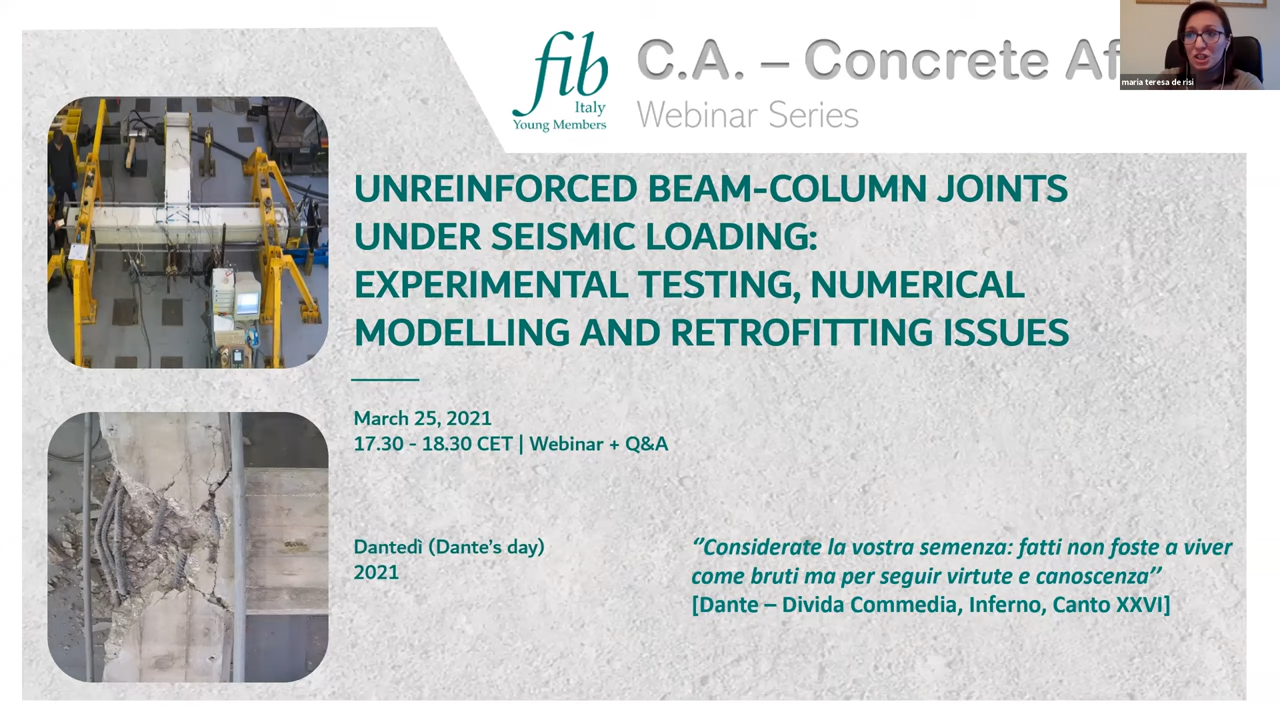 fib
Italy
Young Members
C.A. – Concrete Af
Webinar Series
maria teresa de risi
UNREINFORCED BEAM-COLUMN JOINTS
UNDER SEISMIC LOADING:
EXPERIMENTAL TESTING, NUMERICAL
MODELLING AND RETROFITTING ISSUES
March 25, 2021
17.30 - 18.30 CET | Webinar + Q&A
Dantedì (Dante's day)
2021
‘’Considerate la vostra semenza: fatti non foste a viver
come bruti ma per seguir virtute e canoscenza’’
[Dante – Divida Commedia, Inferno, Canto XXVI]